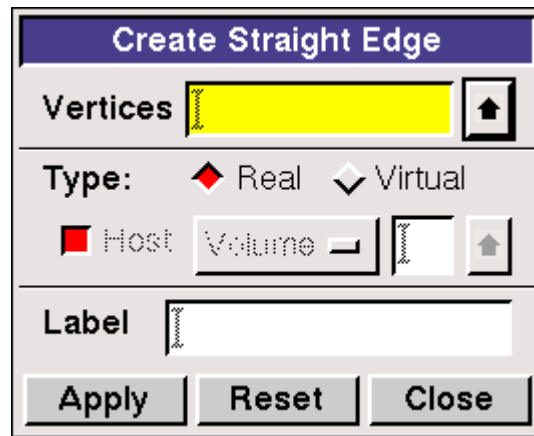 Create Straight Edge
Vertices
Type: Real Virtual
Host Volume
Label
Apply Reset Close